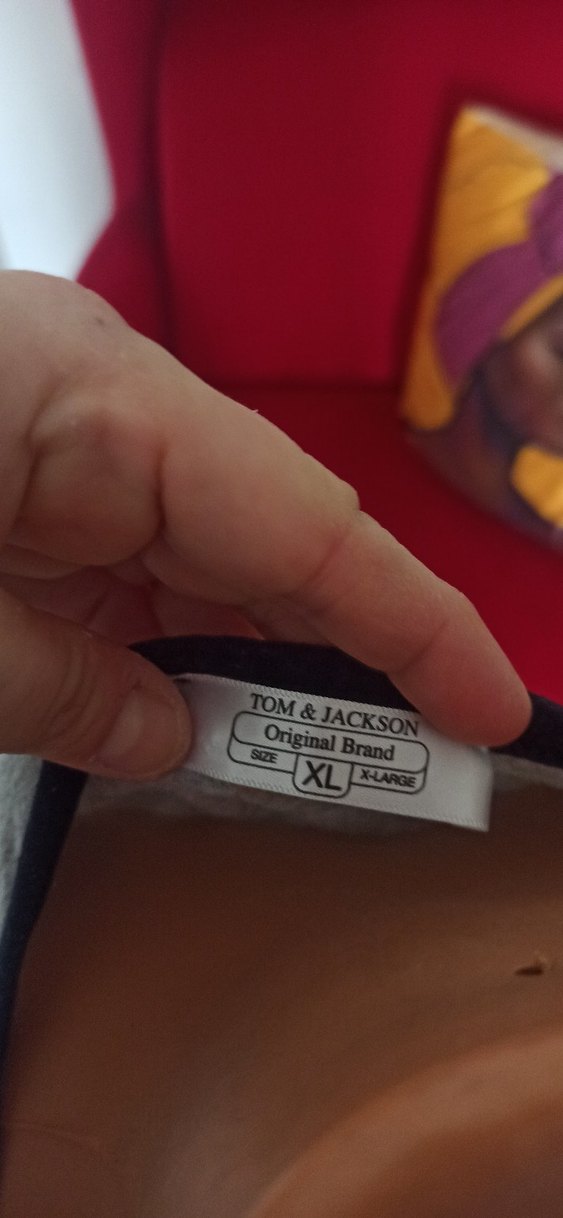 TOM & JACKSON
Original Brand
SIZE XL X-LARGE